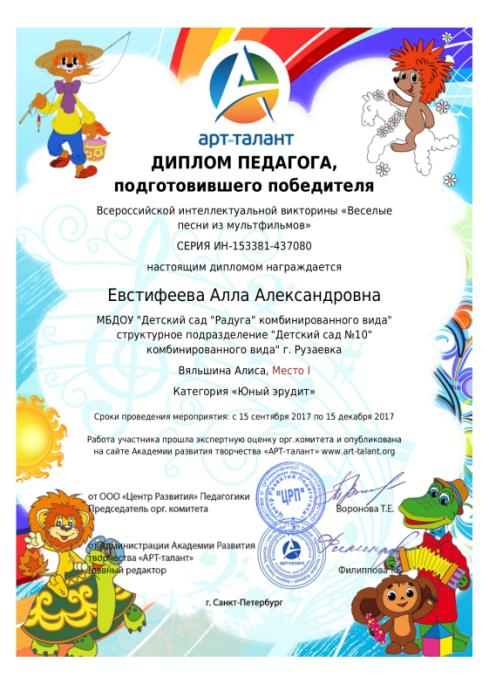 арт-талант
ДИПЛОМ ПЕДАГОГА,
подготовившего победителя
Всероссийской интеллектуальной викторины «Веселые
песни из мультфильмов»
СЕРИЯ ИН-153381-437080
настоящим дипломом награждается
Евстифеева Алла Александровна
МБДОУ "Детский сад "Радуга" комбинированного вида"
структурное подразделение "Детский сад №10"
комбинированного вида" г. Рузаевка
Вяльшина Алиса, Место I
Категория «Юный эрудит»
Сроки проведения мероприятия: с 15 сентября 2017 по 15 декабря 2017
Работа участника прошла экспертную оценку орг.комитета и опубликована
на сайте Академии развития творчества «АРТ-талант» www.art-talant.org
от ООО «Центр Развития» Педагогики
Председатель орг. комитета
"ЦРП"
Воронова Т.Е.
от Администрации Академии Развития
творчества «АРТ-талант»
Главный редактор
арт-талант
Филиппова
г. Санкт-Петербург